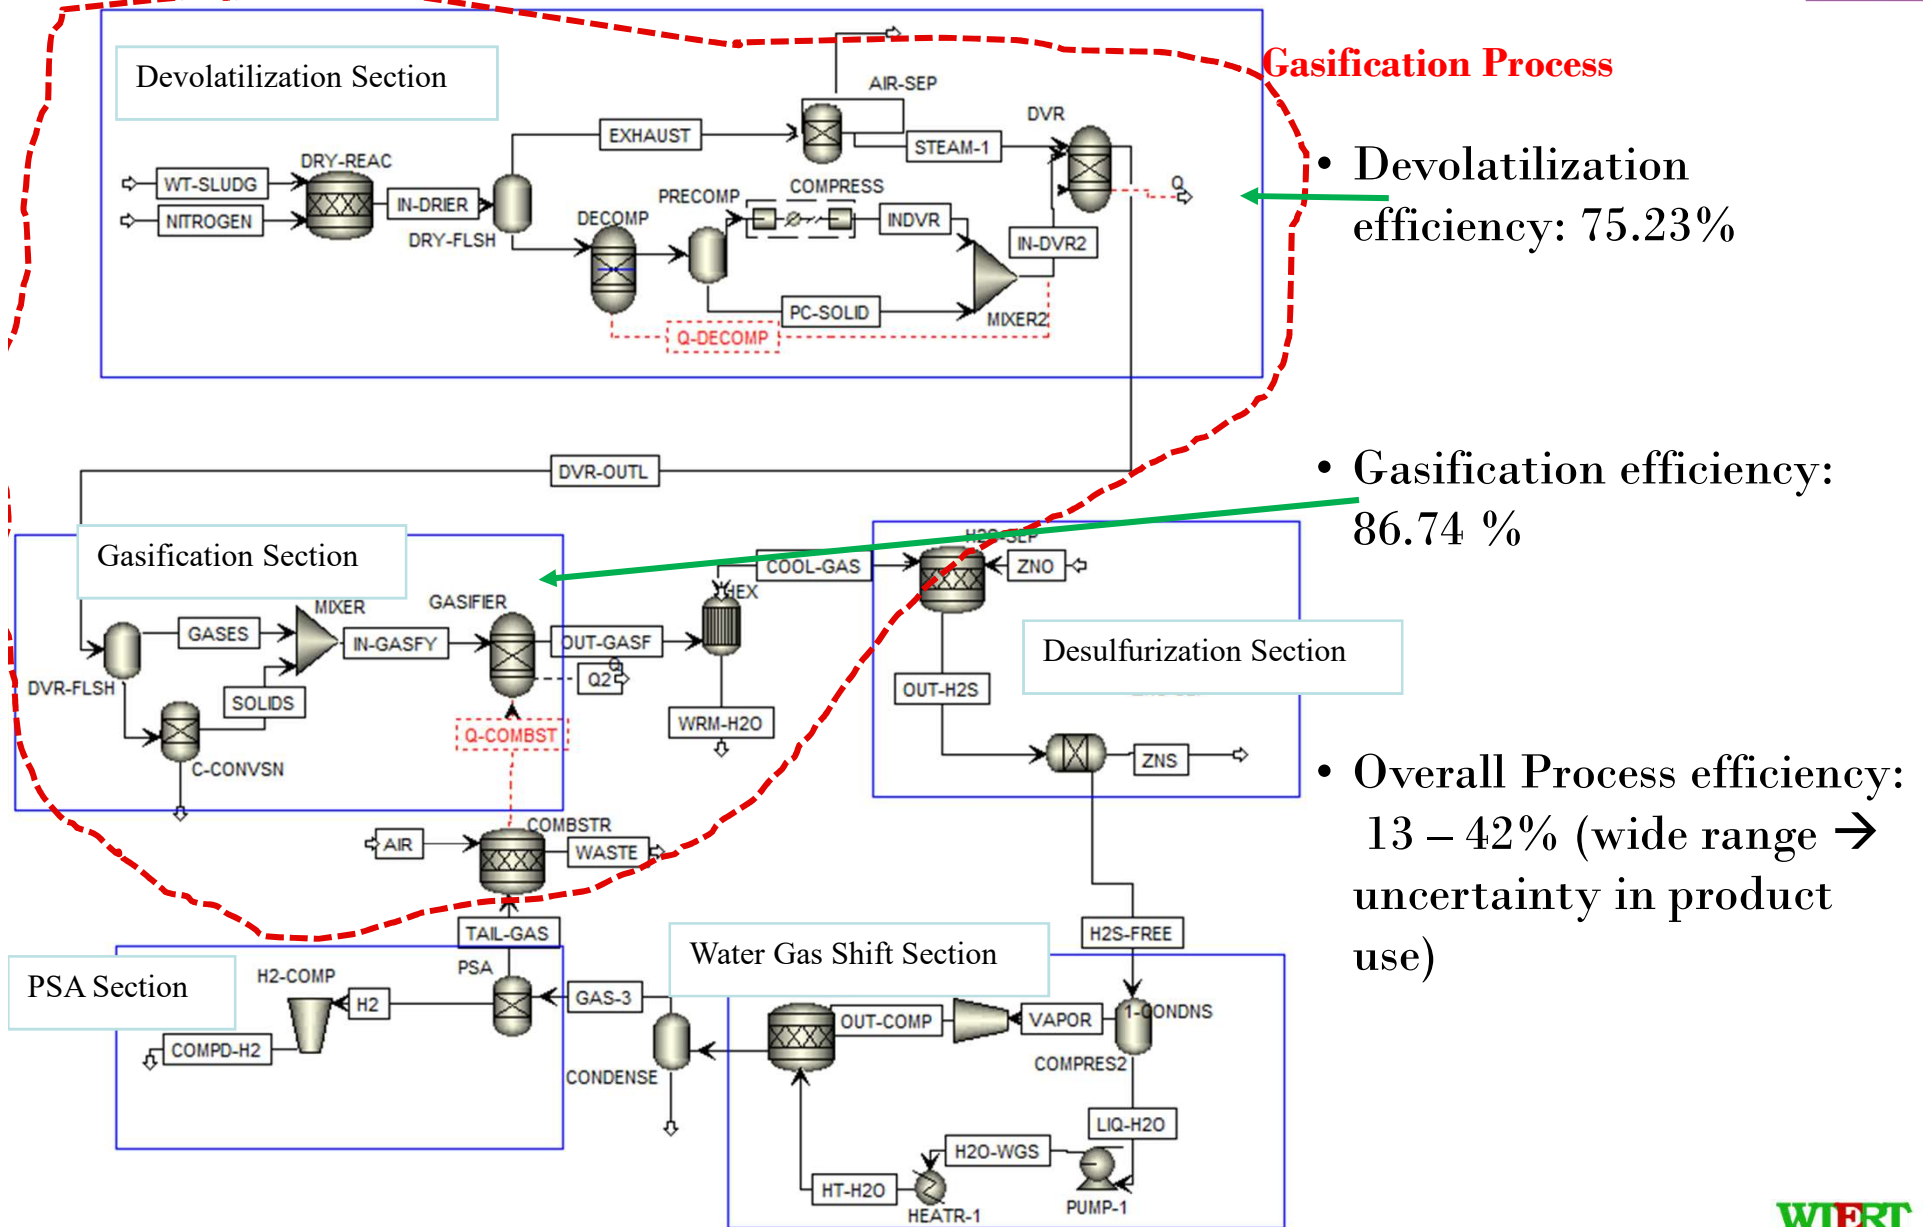 Gasification Process
Devolatilization Section
AIR-SEP
DVR
EXHAUST
STEAM-1
DRY-REAC
WT-SLUDG
NITROGEN
IN-DRIER
DRY-FLSH
DECOMP
PRECOMP
COMPRESS
INDVR
IN-DVR2
Q
PC-SOLID
MIXER2
Q-DECOMP
• Devolatilization
efficiency: 75.23%
DVR-OUTL
• Gasification efficiency:
86.74 %
Gasification Section
MIXER
GASIFIER
GASES
IN-GASFY
OUT-GASF
Q
Q2
DVR-FLSH
SOLIDS
C-CONVSN
Q-COMBST
COOL-GAS
HEX
WRM-H2O
H2O-SEP
ZNO
Desulfurization Section
OUT-H2S
ZNS
• Overall Process efficiency:
13 – 42% (wide range →
uncertainty in product
use)
AIR
COMBSTR
WASTE
TAIL-GAS
H2S-FREE
PSA Section
H2-COMP
PSA
H2
COMPD-H2
GAS-3
CONDENSE
Water Gas Shift Section
OUT-COMP
VAPOR
1-CONDNS
COMPRES2
LIQ-H2O
H2O-WGS
HT-H2O
HEATR-1
PUMP-1
WTERT